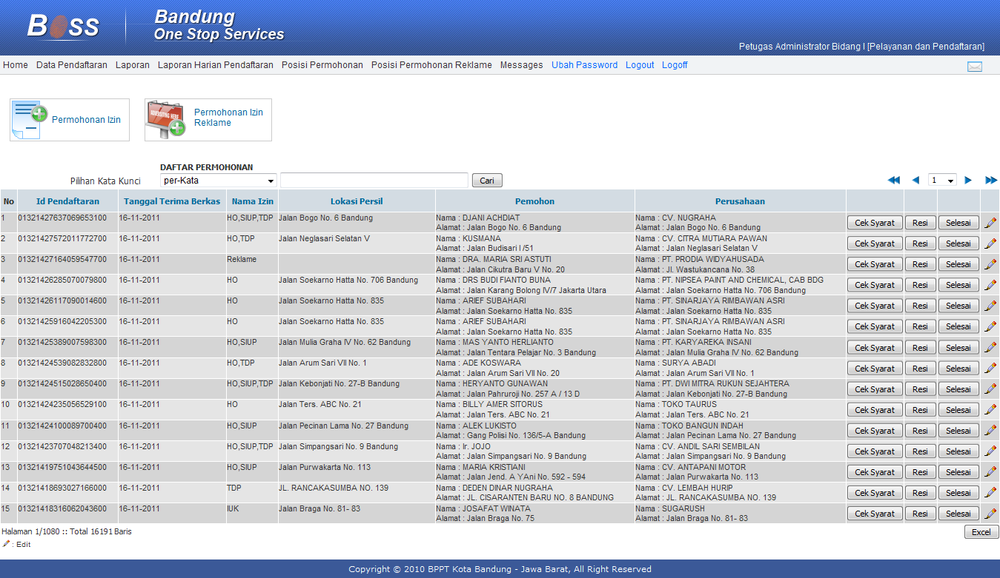 BOSS
Bandung
One Stop Services
Petugas Administrator Bidang I [Pelayanan dan Pendaftaran]
Home Data Pendaftaran Laporan Laporan Harian Pendaftaran Posisi Permohonan Posisi Permohonan Reklame Messages Ubah Password Logout Logoff
Permohonan Izin
ADVERTISING HERE
Permohonan Izin
Reklame
DAFTAR PERMOHONAN
Pilihan Kata Kunci per-Kata Cari 1
No Id Pendaftaran Tanggal Terima Berkas Nama Izin Lokasi Persil Pemohon Perusahaan
1 01321427637069653100 16-11-2011 HO,SIUP,TDP Jalan Bogo No. 6 Bandung Nama : DJANI ACHDIAT Nama : CV. NUGRAHA Cek Syarat Resi Selesai
Alamat : Jalan Bogo No. 6 Bandung Alamat : Jalan Bogo No. 6 Bandung
2 01321427572011772700 16-11-2011 HO,TDP Jalan Neglasari Selatan V Nama : KUSMANA Nama : CV. CITRA MUTIARA PAWAN Cek Syarat Resi Selesai
Alamat : Jalan Budisari I /51 Alamat : Jalan Neglasari Selatan V
3 01321427164059547700 16-11-2011 Reklame Nama : DRA. MARIA SRI ASTUTI Nama : PT. PRODIA WIDYAHUSADA Cek Syarat Resi Selesai
Alamat : Jalan Cikutra Baru V No. 20 Alamat : Jl. Wastukancana No. 38
4 01321426285070079800 16-11-2011 HO Jalan Soekarno Hatta No. 706 Bandung Nama : DRS BUDI FIANTO BUNA Nama : PT. NIPSEA PAINT AND CHEMICAL, CAB BDG Cek Syarat Resi Selesai
Alamat : Jalan Karang Bolong IV/7 Jakarta Utara Alamat : Jalan Soekarno Hatta No. 706 Bandung
5 01321426117090014600 16-11-2011 HO Jalan Soekarno Hatta No. 835 Nama : ARIEF SUBAHARI Nama : PT. SINARJAYA RIMBAWAN ASRI Cek Syarat Resi Selesai
Alamat : Jalan Soekarno Hatta No. 835 Alamat : Jalan Soekarno Hatta No. 835
6 01321425916042205300 16-11-2011 HO Jalan Soekarno Hatta No. 835 Nama : ARIEF SUBAHARI Nama : PT. SINARJAYA RIMBAWAN ASRI Cek Syarat Resi Selesai
Alamat : Jalan Soekarno Hatta No. 835 Alamat : Jalan Soekarno Hatta No. 835
7 01321425389007598300 16-11-2011 HO,SIUP Jalan Mulia Graha IV No. 62 Bandung Nama : MAS YANTO HERLIANTO Nama : PT. KARYAREKA INSANI Cek Syarat Resi Selesai
Alamat : Jalan Tentara Pelajar No. 3 Bandung Alamat : Jalan Mulia Graha IV No. 62 Bandung
8 01321424539082832800 16-11-2011 HO,TDP Jalan Arum Sari VII No. 1 Nama : ADE KOSWARA Nama : SURYA ABADI Cek Syarat Resi Selesai
Alamat : Jalan Arum Sari VII No. 20 Alamat : Jalan Arum Sari VII No. 1
9 01321424515028650400 16-11-2011 HO,SIUP,TDP Jalan Kebonjati No. 27-B Bandung Nama : HERYANTO GUNAWAN Nama : PT. DWI MITRA RUKUN SEJAHTERA Cek Syarat Resi Selesai
Alamat : Jalan Pahruroji No. 257 A / 13 D Alamat : Jalan Kebonjati No. 27-B Bandung
10 01321424235056529100 16-11-2011 HO Jalan Ters. ABC No. 21 Nama : BILLY AMER SITORUS Nama : TOKO TAURUS Cek Syarat Resi Selesai
Alamat : Jalan Ters. ABC No. 21 Alamat : Jalan Ters. ABC No. 21
11 01321424100089700400 16-11-2011 HO,SIUP Jalan Pecinan Lama No. 27 Bandung Nama : ALEK LUKISTO Nama : TOKO BANGUN INDAH Cek Syarat Resi Selesai
Alamat : Gang Polisi No. 136/5-A Bandung Alamat : Jalan Pecinan Lama No. 27 Bandung
12 01321423707048213400 16-11-2011 HO,SIUP,TDP Jalan Simpangsari No. 9 Bandung Nama : Ir. JOJO Nama : CV. ANDIL SARI SEMBILAN Cek Syarat Resi Selesai
Alamat : Jalan Simpangsari No. 9 Bandung Alamat : Jalan Simpangsari No. 9 Bandung
13 01321419751043644500 16-11-2011 HO,SIUP Jalan Purwakarta No. 113 Nama : MARIA KRISTIANI Nama : CV. ANTAPANI MOTOR Cek Syarat Resi Selesai
Alamat : Jalan Jend. A YAni No. 592 - 594 Alamat : Jalan Purwakarta No. 113
14 01321418693027166000 16-11-2011 TDP JL. RANCAKASUMBA NO. 139 Nama : DEDEN DINAR NUGRAHA Nama : CV. LEMBAH HURIP Cek Syarat Resi Selesai
Alamat : JL. CISARANTEN BARU NO. 8 BANDUNG Alamat : JL. RANCAKASUMBA NO. 139
15 01321418316062043600 16-11-2011 IUK Jalan Braga No. 81- 83 Nama : JOSAFAT WINATA Nama : SUGARUSH Cek Syarat Resi Selesai
Alamat : Jalan Braga No. 75 Alamat : Jalan Braga No. 81- 83
Halaman 1/1080 :: Total 16191 Baris Excel
: Edit
Copyright © 2010 BPPT Kota Bandung - Jawa Barat, All Right Reserved